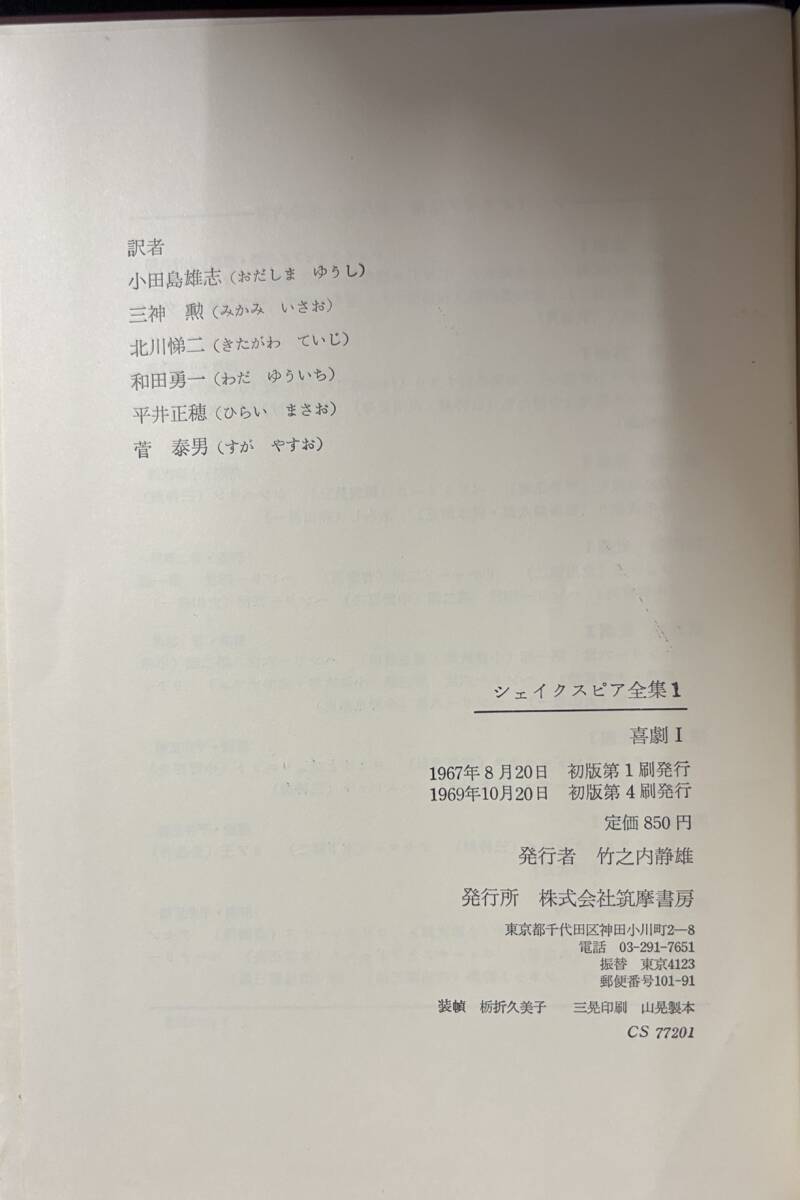 訳者
小田島雄志（おだしま　ゆうし）
三神　勲（みかみ　いさお）
北川悌二（きたがわ　ていじ）
和田勇一（わだ　ゆういち）
平井正穂（ひらい　まさお）
菅　泰男（すが　やすお）
シェイクスピア全集1
喜劇Ⅰ
1967年8月20日　初版第1刷発行
1969年10月20日　初版第4刷発行
定価850円
発行者　竹之内静雄
発行所　株式会社筑摩書房
東京都千代田区神田小川町2―8
電話　03-291-7651
振替　東京4123
郵便番号101-91
装幀　栃折久美子　三晃印刷　山晃製本
CS 77201